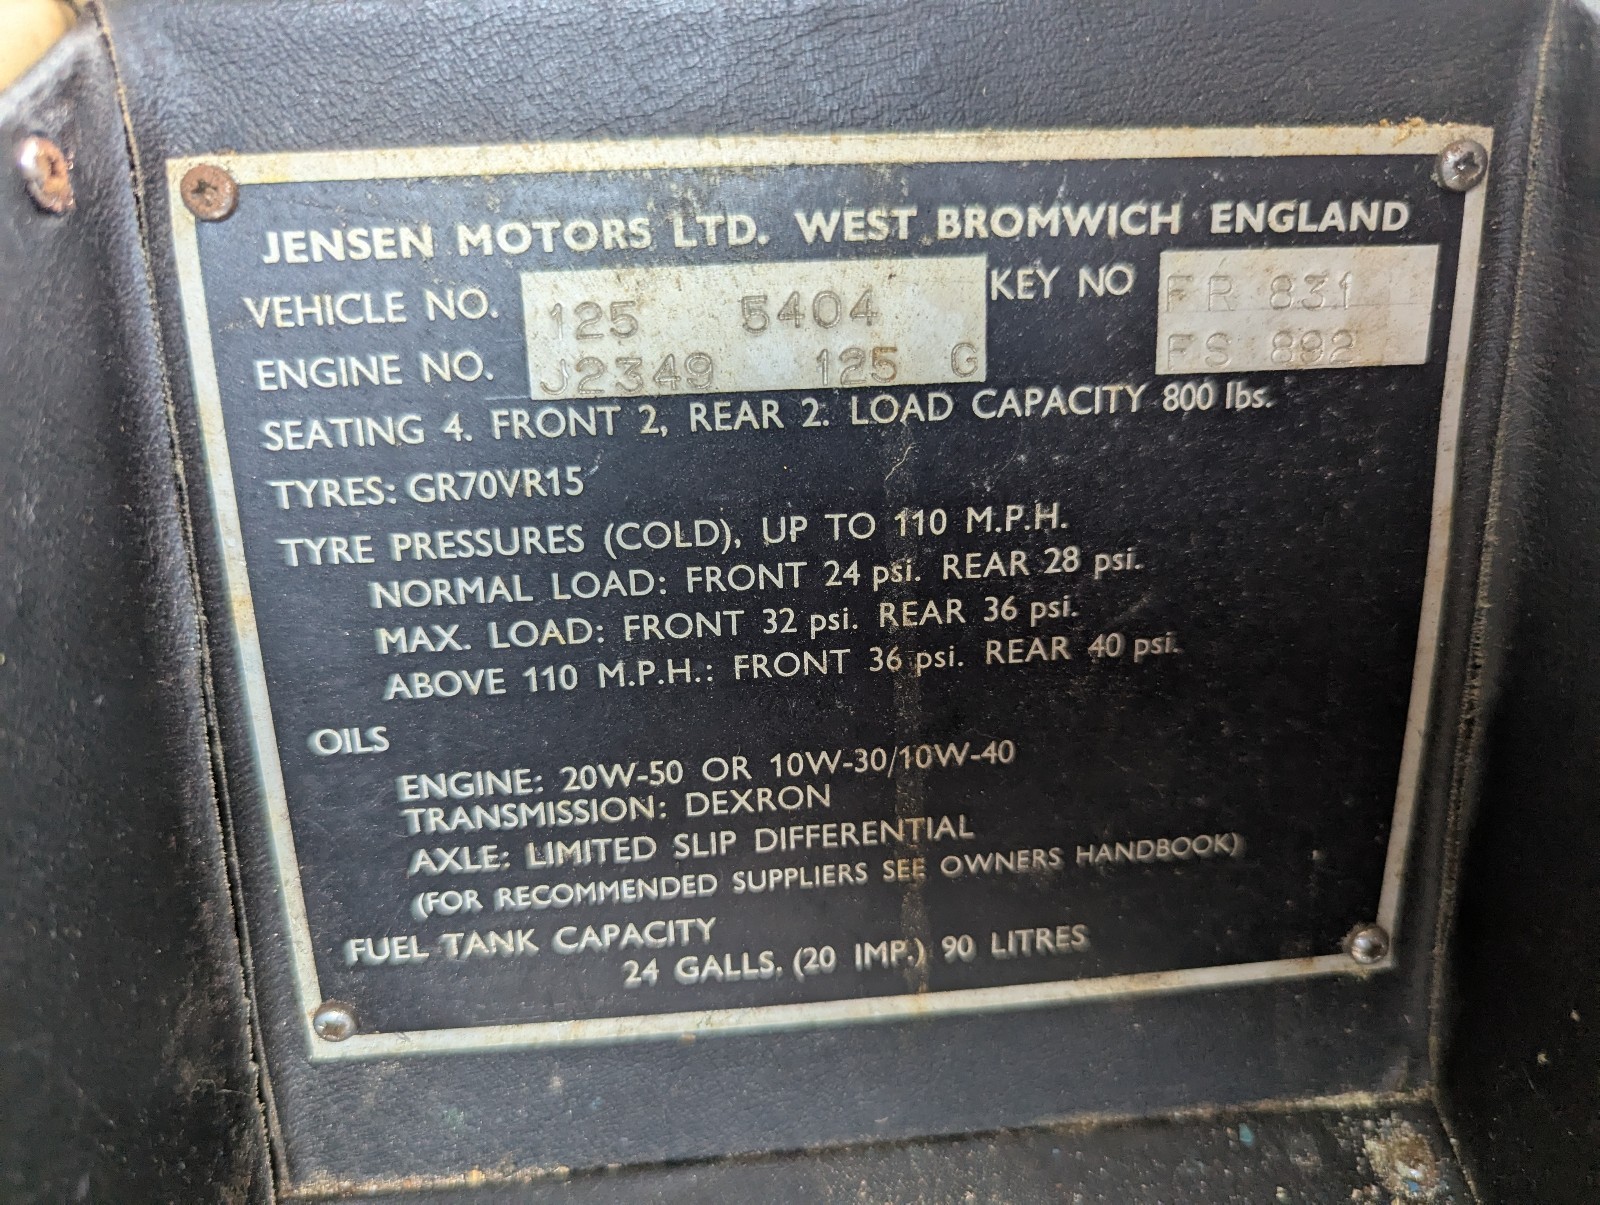 JENSEN MOTORS LTD. WEST BROMWICH ENGLAND
VEHICLE NO. 125 5404 KEY NO FR 831
ENGINE NO. J2349 125 G FS 892
SEATING 4. FRONT 2, REAR 2. LOAD CAPACITY 800 lbs.
TYRES: GR70VR15
TYRE PRESSURES (COLD), UP TO 110 M.P.H.
NORMAL LOAD: FRONT 24 psi. REAR 28 psi.
MAX. LOAD: FRONT 32 psi. REAR 36 psi.
ABOVE 110 M.P.H.: FRONT 36 psi. REAR 40 psi.
OILS
ENGINE: 20W-50 OR 10W-30/10W-40
TRANSMISSION: DEXRON
AXLE: LIMITED SLIP DIFFERENTIAL
(FOR RECOMMENDED SUPPLIERS SEE OWNERS HANDBOOK)
FUEL TANK CAPACITY
24 GALLS. (20 IMP.) 90 LITRES